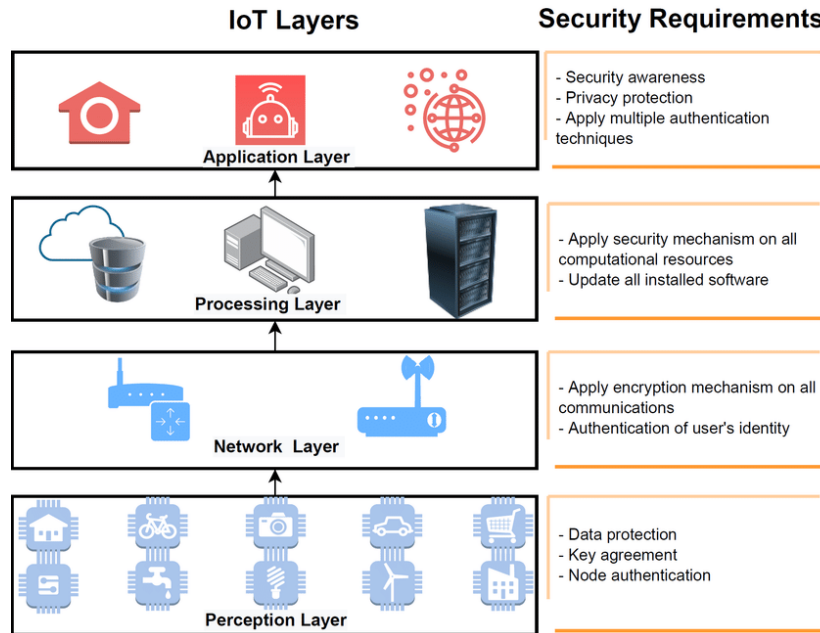 IoT Layers
Security Requirements
- Security awareness
- Privacy protection
- Apply multiple authentication
techniques
Application Layer
- Apply security mechanism on all
computational resources
- Update all installed software
Processing Layer
- Apply encryption mechanism on all
communications
- Authentication of user's identity
Network Layer
- Data protection
- Key agreement
- Node authentication
Perception Layer